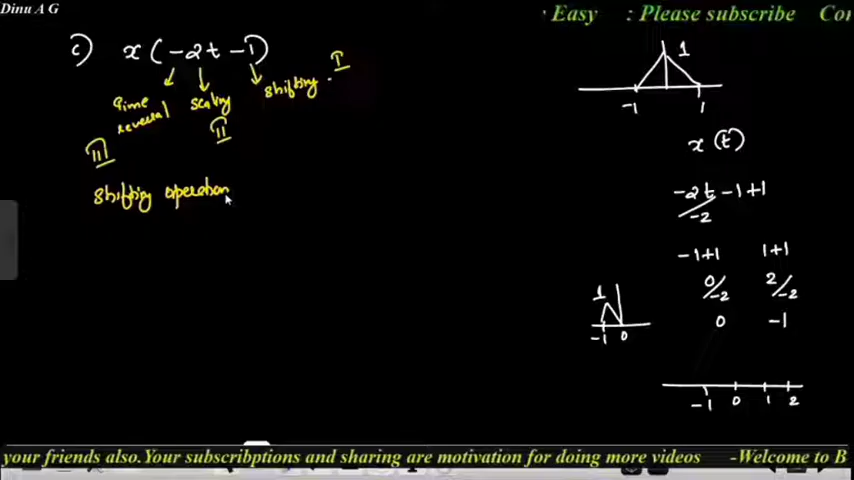 Dinu A G
Easy : Please subscribe Con
c) x(-2t-1)
Time reversal
scaling
shifting. I
II
III
Shifting operation
1
-1 1
x(t)
-2t-1+1
-2
-1+1 1+1
0/-2 2/-2
0 -1
1
-1 0
-1 0 1 2
your friends also.Your subscribptions and sharing are motivation for doing more videos -Welcome to B